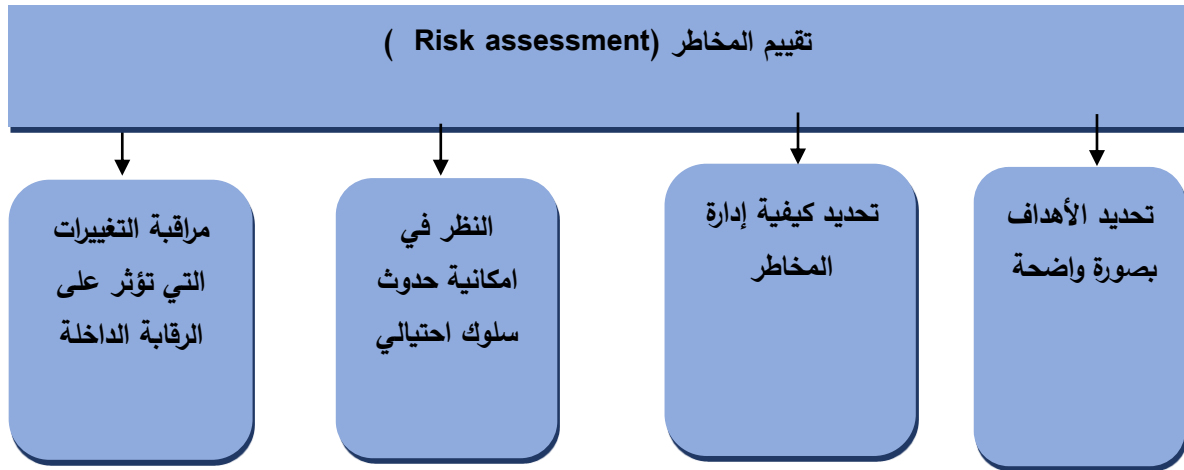 تقييم المخاطر (Risk assessment )
تحديد الأهداف
بصورة واضحة
تحديد كيفية إدارة
المخاطر
النظر في
امكانية حدوث
سلوك احتيالي
مراقبة التغييرات
التي تؤثر على
الرقابة الداخلة